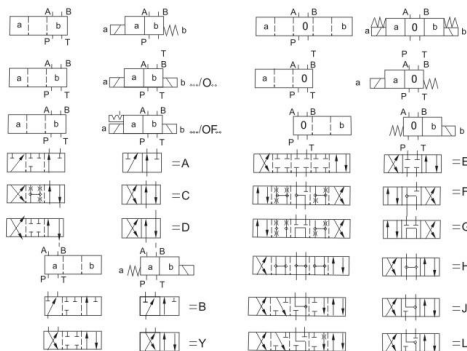 A B A B A B A B
a b a b a 0 b a a 0 b b
P T P T T P T
A B A B A B A B
a b a b b .../O.. a 0 a a 0
P T P T P T P T
A B A B A B A B
a b a a b b .../OF.. 0 b 0 b b
P T P T P T P T
=A =E
=C =F
=D =G
A B A B
a b a a b =H
P T P T
=B =J
=Y =L